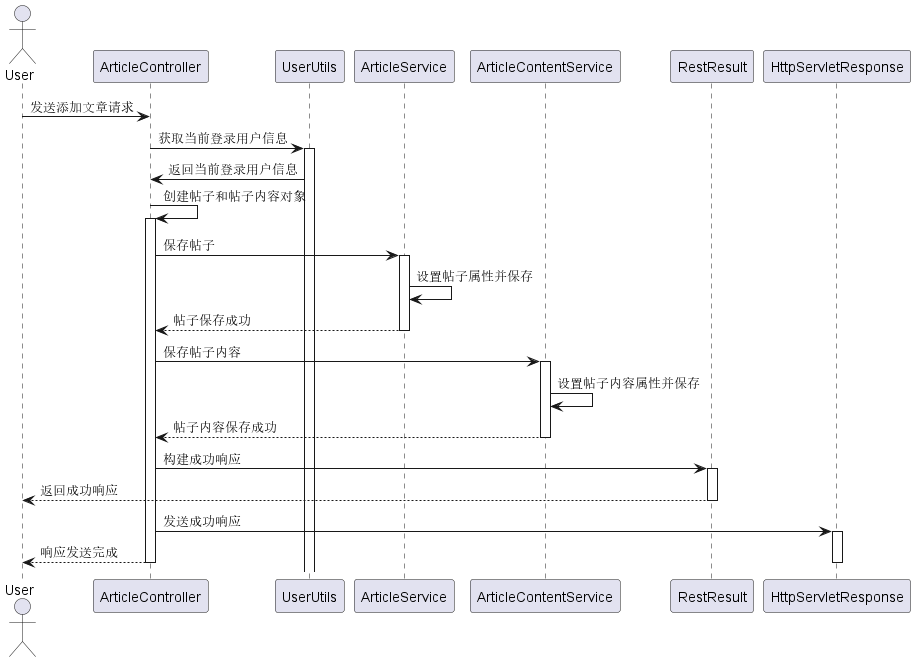 User
ArticleController
UserUtils
ArticleService
ArticleContentService
RestResult
HttpServletResponse
发送添加文章请求
获取当前登录用户信息
返回当前登录用户信息
创建帖子和帖子内容对象
保存帖子
设置帖子属性并保存
帖子保存成功
保存帖子内容
设置帖子内容属性并保存
帖子内容保存成功
构建成功响应
返回成功响应
发送成功响应
响应发送完成
User
ArticleController
UserUtils
ArticleService
ArticleContentService
RestResult
HttpServletResponse